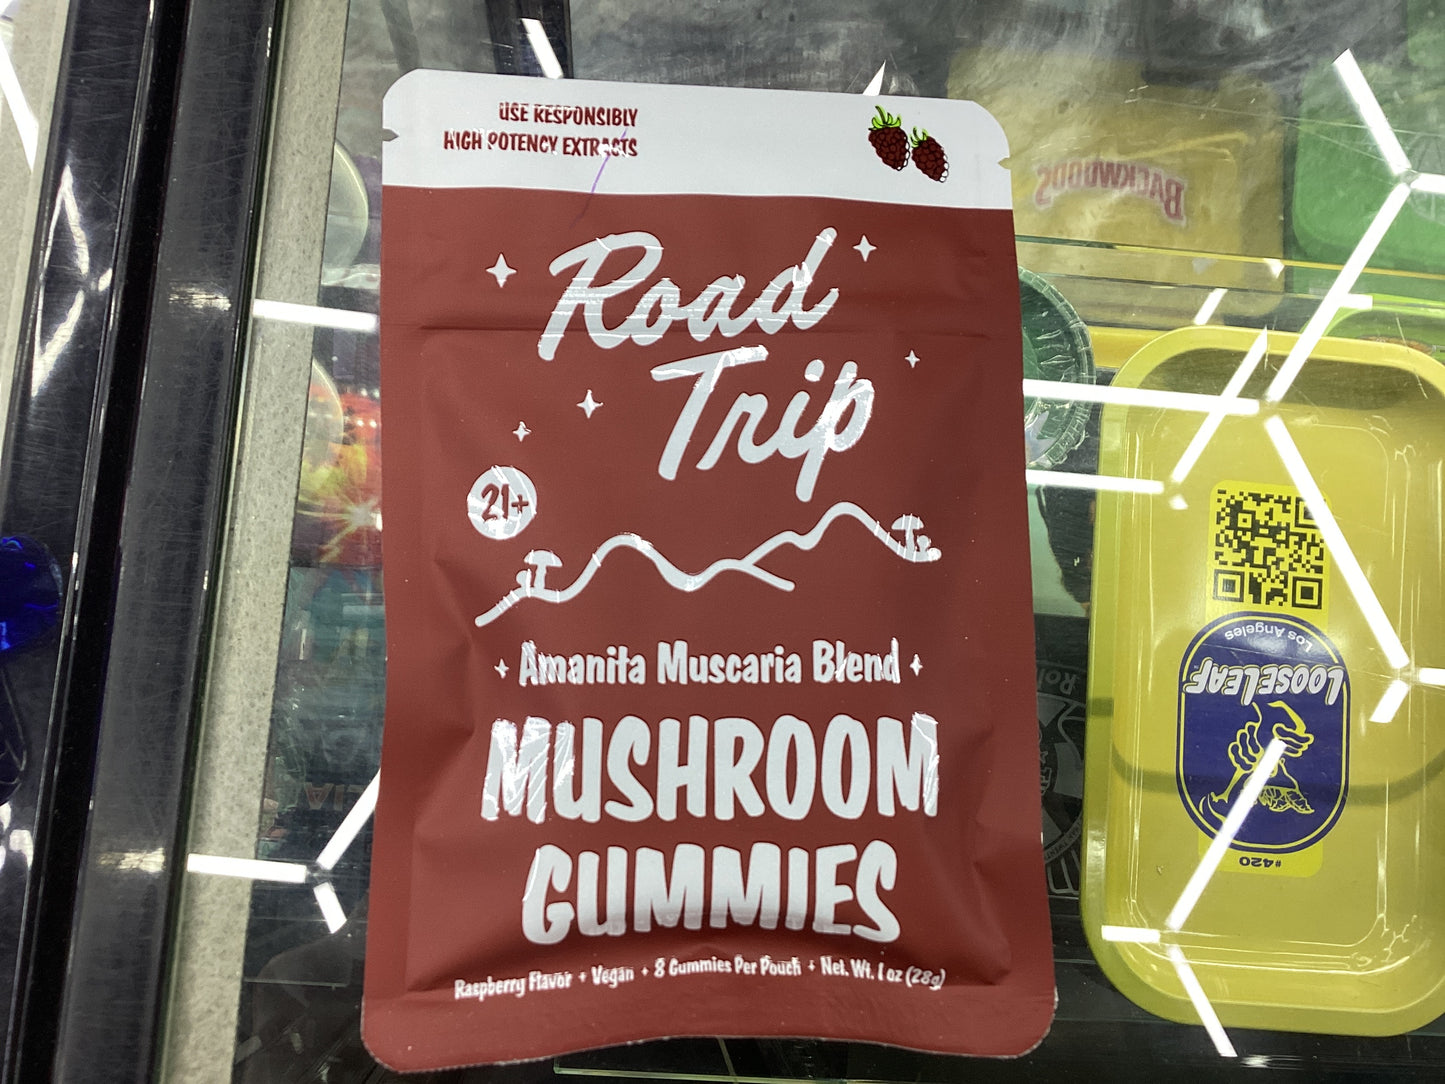 USE RESPONSIBLY
HIGH POTENCY EXTRACTS
Road
Trip
21+
Amanita Muscaria Blend
MUSHROOM
GUMMIES
Raspberry Flavor + Vegan + 8 Gummies Per Pouch + Net. Wt. 1 oz (28g)
BACKWOODS
Los Angeles
LOOSELEAF
#420